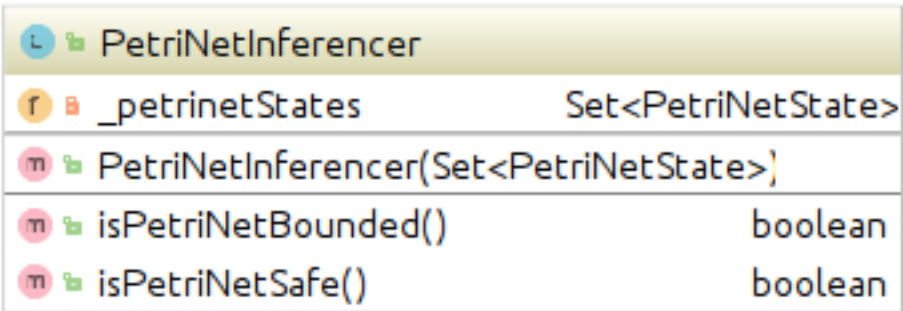 PetriNetInferencer
f _petrinetStates Set<PetriNetState>
m PetriNetInferencer(Set<PetriNetState>)
m isPetriNetBounded() boolean
m isPetriNetSafe() boolean